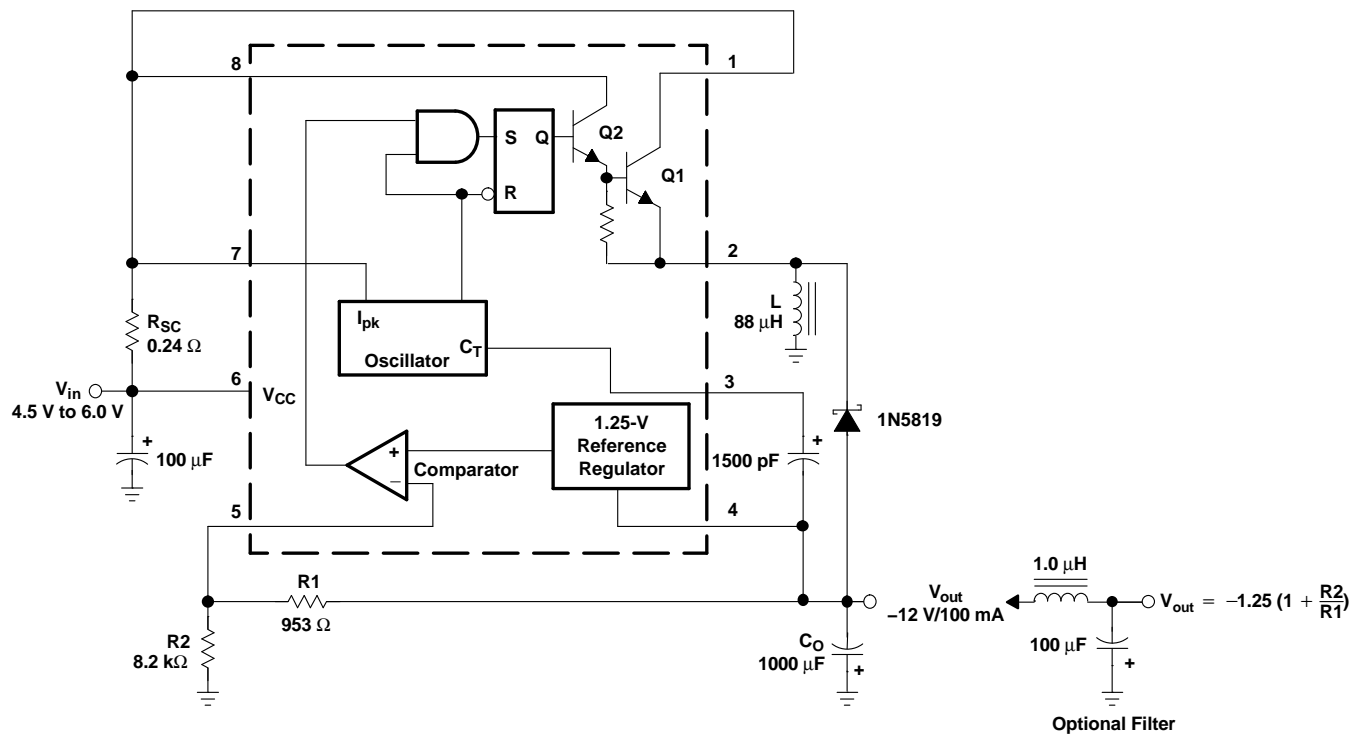 8
1
S
Q
Q2
R
Q1
7
2
L
88 μH
RSC
0.24 Ω
Ipk
CT
Oscillator
3
Vin
4.5 V to 6.0 V
6
VCC
+
100 μF
1.25-V
Reference
Regulator
+
−
Comparator
1N5819
+
1500 pF
5
4
R1
953 Ω
R2
8.2 kΩ
Vout
−12 V/100 mA
CO
1000 μF
+
1.0 μH
Vout = −1.25 (1 + R2/R1)
100 μF
+
Optional Filter